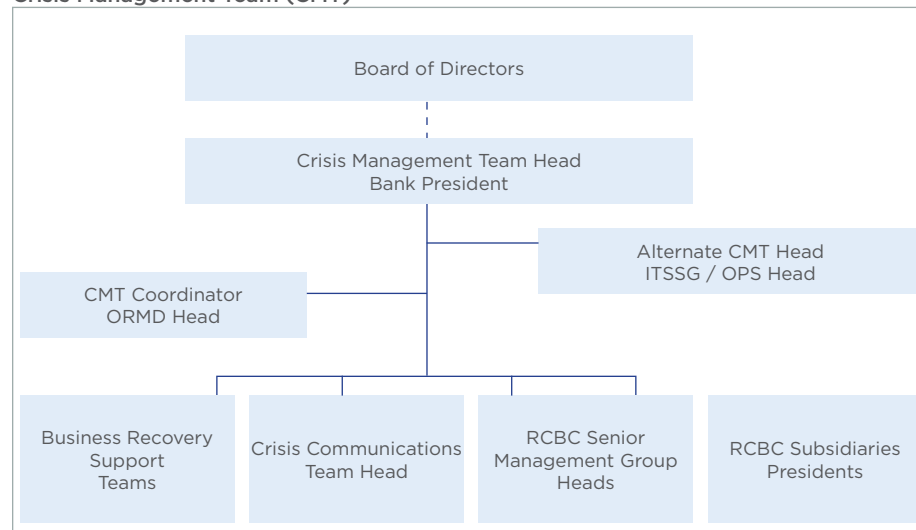 Crisis Management Team (CMT)
Board of Directors
Crisis Management Team Head
Bank President
Alternate CMT Head
ITSSG / OPS Head
CMT Coordinator
ORMD Head
Business Recovery
Support
Teams
Crisis Communications
Team Head
RCBC Senior
Management Group
Heads
RCBC Subsidiaries
Presidents